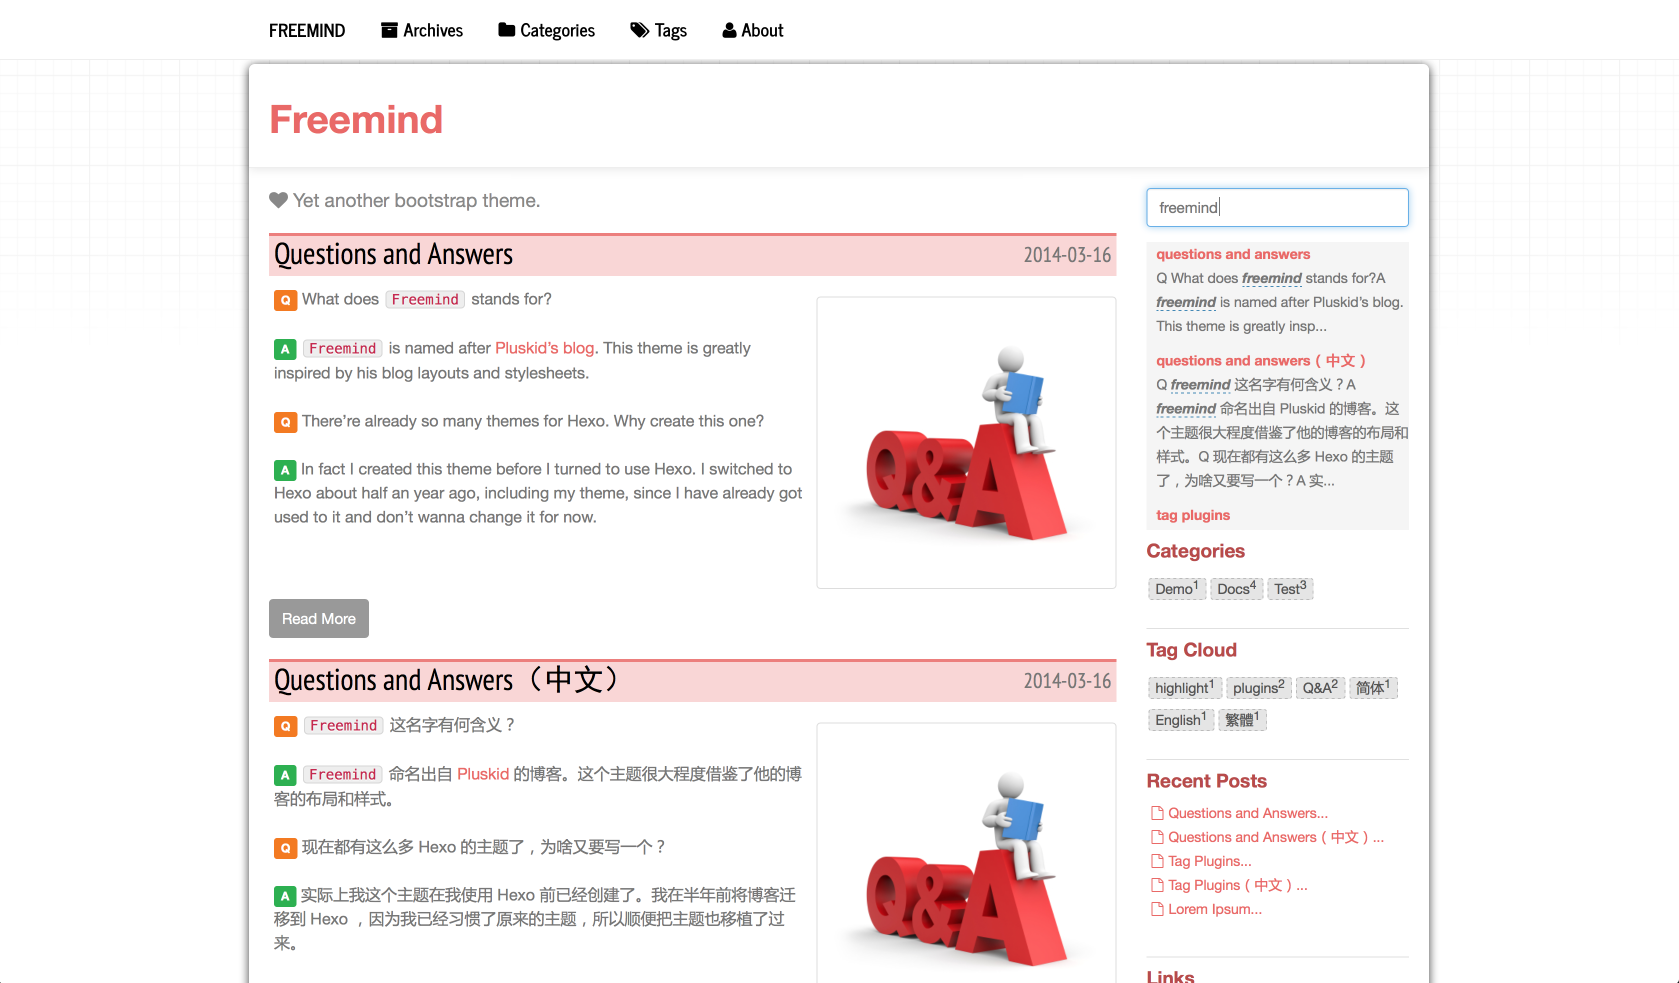 FREEMIND Archives Categories Tags About
Freemind
Yet another bootstrap theme.
Questions and Answers 2014-03-16
Q What does Freemind stands for?
A Freemind is named after Pluskid’s blog. This theme is greatly
inspired by his blog layouts and stylesheets.
Q There’re already so many themes for Hexo. Why create this one?
A In fact I created this theme before I turned to use Hexo. I switched to
Hexo about half an year ago, including my theme, since I have already got
used to it and don’t wanna change it for now.
Q&A
Read More
Questions and Answers（中文） 2014-03-16
Q Freemind 这名字有何含义？
A Freemind 命名出自 Pluskid 的博客。这个主题很大程度借鉴了他的博
客的布局和样式。
Q 现在都有这么多 Hexo 的主题了，为啥又要写一个？
A 实际上我这个主题在我使用 Hexo 前已经创建了。我在半年前将博客迁
移到 Hexo ，因为我已经习惯了原来的主题，所以顺便把主题也移植了过
来。
Q&A
freemind
questions and answers
Q What does freemind stands for?A
freemind is named after Pluskid’s blog.
This theme is greatly insp...
questions and answers（中文）
Q freemind 这名字有何含义？A
freemind 命名出自 Pluskid 的博客。这
个主题很大程度借鉴了他的博客的布局和
样式。Q 现在都有这么多 Hexo 的主题
了，为啥又要写一个？A 实...
tag plugins
Categories
Demo1 Docs4 Test3
Tag Cloud
highlight1 plugins2 Q&A2 简体1
English1 繁體1
Recent Posts
Questions and Answers...
Questions and Answers（中文）...
Tag Plugins...
Tag Plugins（中文）...
Lorem Ipsum...
Links